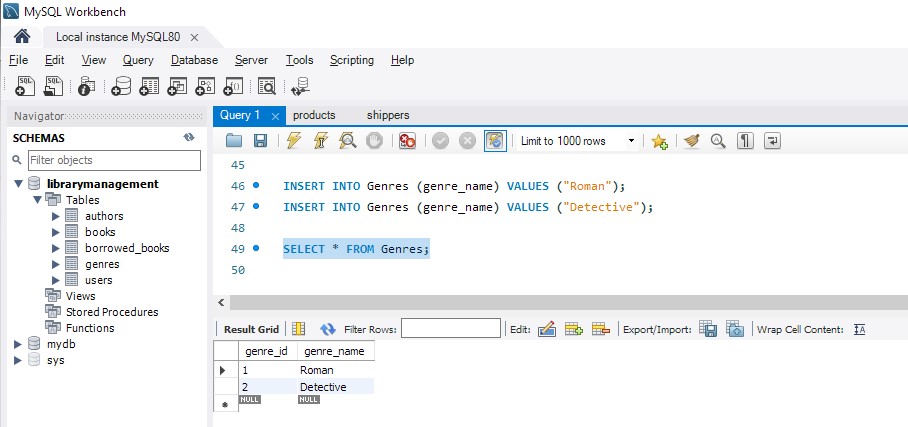 MySQL Workbench
Local instance MySQL80
File Edit View Query Database Server Tools Scripting Help
Navigator
SCHEMAS
Filter objects
librarymanagement
Tables
authors
books
borrowed_books
genres
users
Views
Stored Procedures
Functions
mydb
sys
Query 1 products shippers
Limit to 1000 rows
45
46 INSERT INTO Genres (genre_name) VALUES ("Roman");
47 INSERT INTO Genres (genre_name) VALUES ("Detective");
48
49 SELECT * FROM Genres;
50
Result Grid Filter Rows: Edit: Export/Import: Wrap Cell Content:
genre_id genre_name
1 Roman
2 Detective
NULL NULL